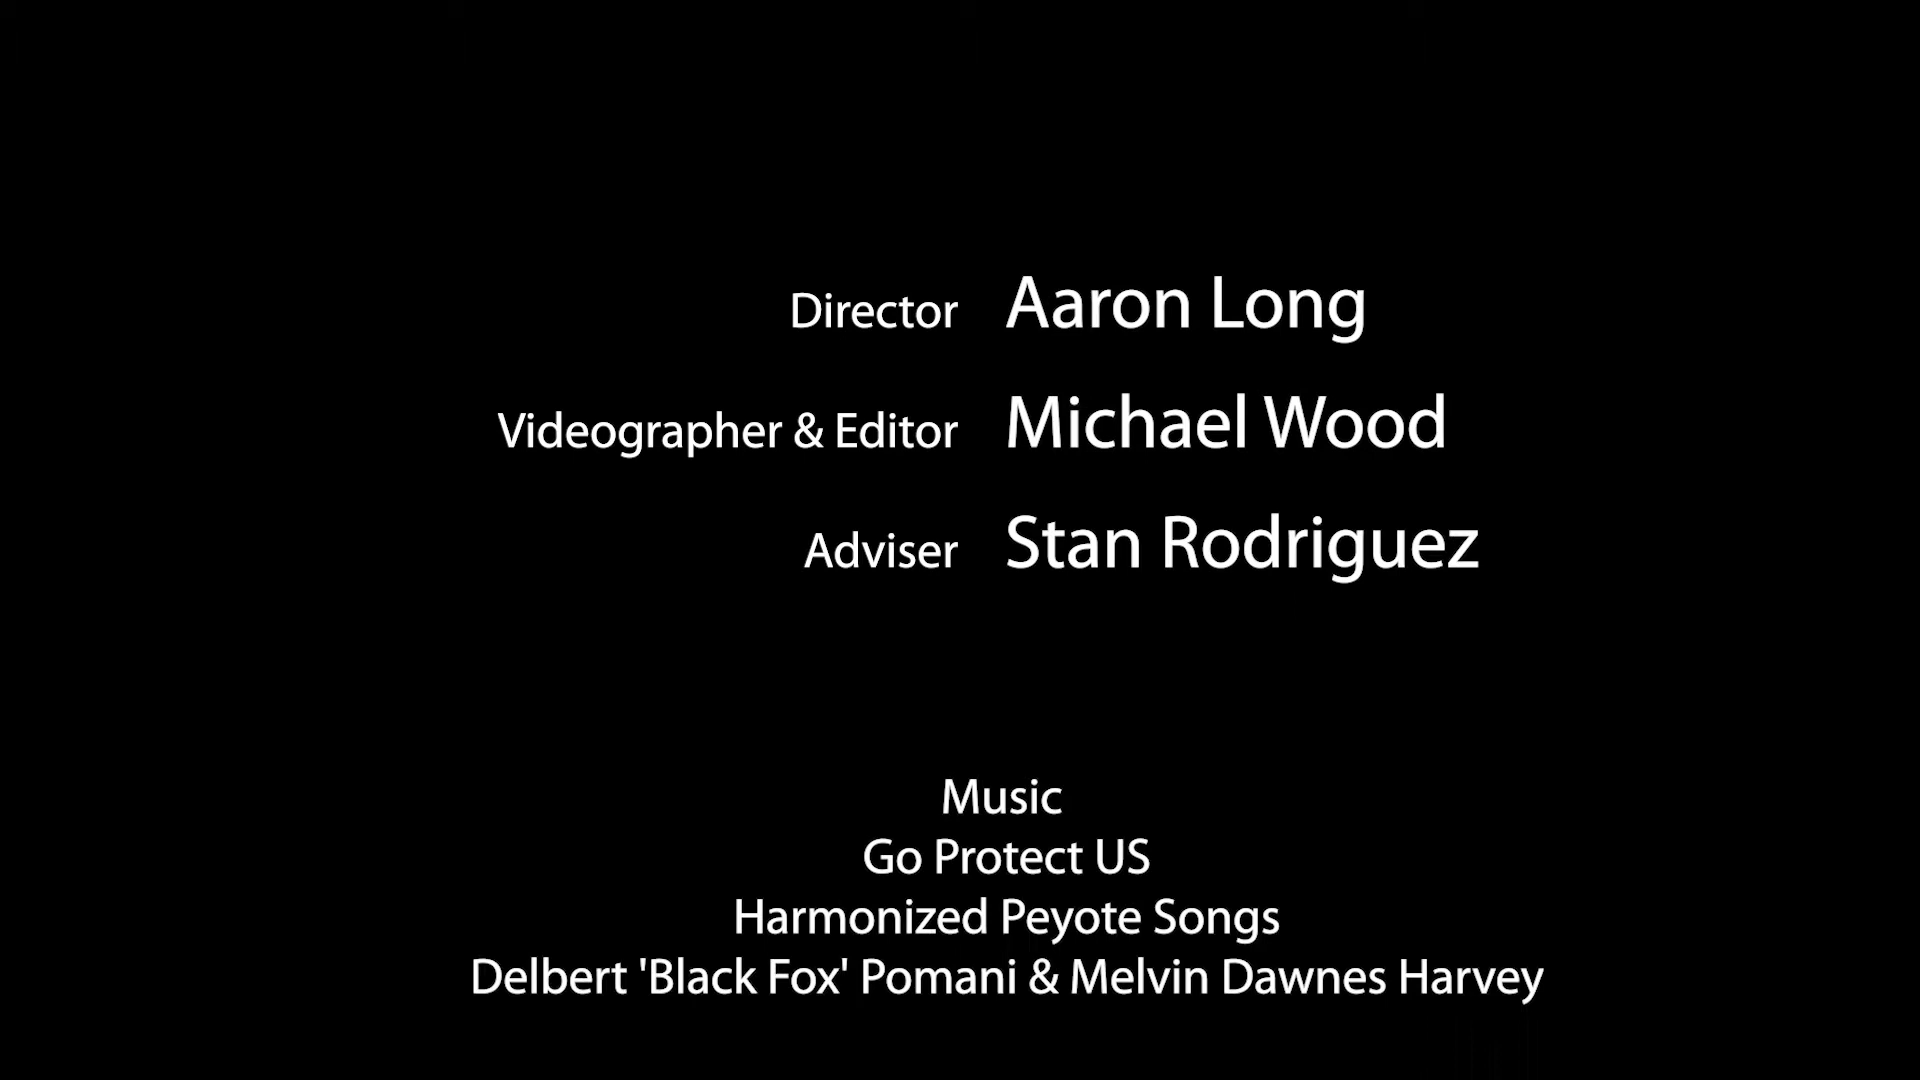 Director Aaron Long
Videographer & Editor Michael Wood
Adviser Stan Rodriguez
Music
Go Protect US
Harmonized Peyote Songs
Delbert 'Black Fox' Pomani & Melvin Dawnes Harvey